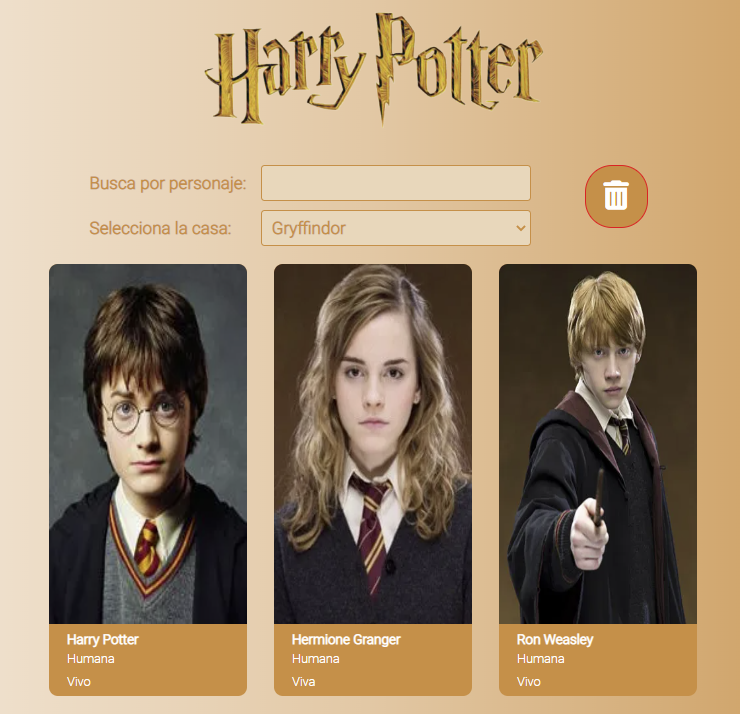 Harry Potter
Busca por personaje:
Selecciona la casa: Gryffindor
Harry Potter
Humana
Vivo
Hermione Granger
Humana
Viva
Ron Weasley
Humana
Vivo